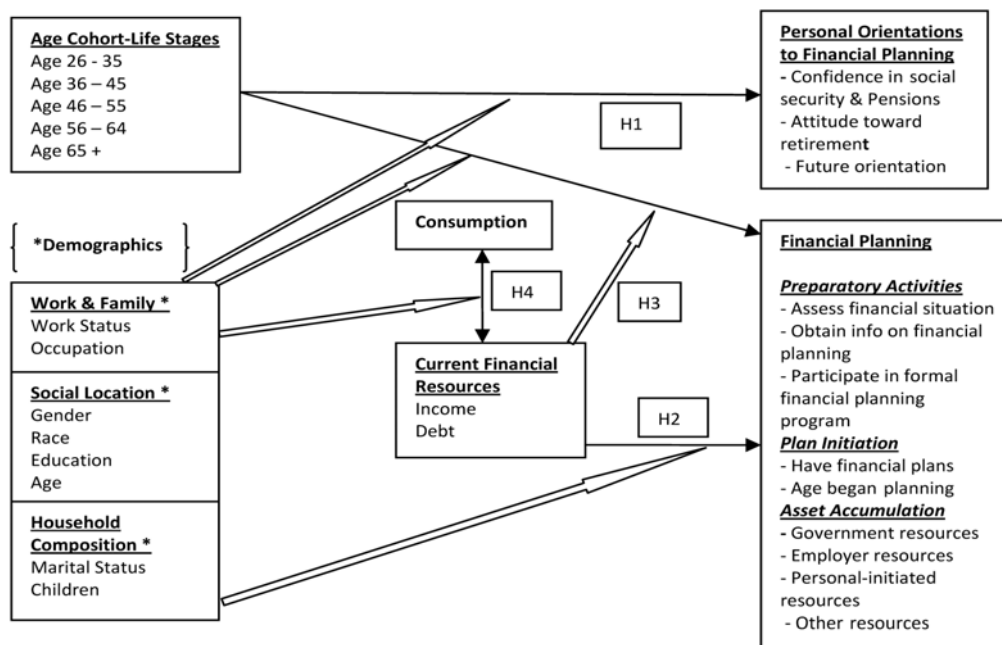 Age Cohort-Life Stages
Age 26 - 35
Age 36 – 45
Age 46 – 55
Age 56 – 64
Age 65 +
Personal Orientations
to Financial Planning
- Confidence in social
security & Pensions
- Attitude toward
retirement
- Future orientation
H1
*Demographics
Consumption
H4
H3
Work & Family *
Work Status
Occupation
Social Location *
Gender
Race
Education
Age
Household
Composition *
Marital Status
Children
Current Financial
Resources
Income
Debt
H2
Financial Planning
Preparatory Activities
- Assess financial situation
- Obtain info on financial
planning
- Participate in formal
financial planning
program
Plan Initiation
- Have financial plans
- Age began planning
Asset Accumulation
- Government resources
- Employer resources
- Personal-initiated
resources
- Other resources